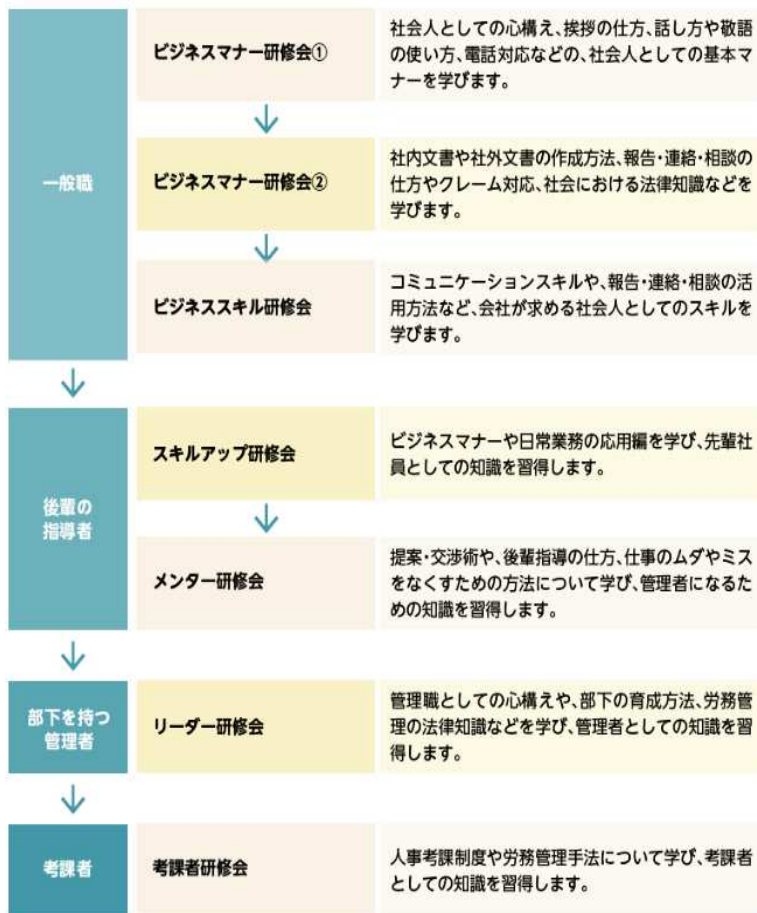 一般職
ビジネスマナー研修会①
社会人としての心構え、挨拶の仕方、話し方や敬語
の使い方、電話対応などの、社会人としての基本マ
ナーを学びます。
ビジネスマナー研修会②
社内文書や社外文書の作成方法、報告・連絡・相談の
仕方やクレーム対応、社会における法律知識などを
学びます。
ビジネススキル研修会
コミュニケーションスキルや、報告・連絡・相談の活
用方法など、会社が求める社会人としてのスキルを
学びます。
後輩の
指導者
スキルアップ研修会
ビジネスマナーや日常業務の応用編を学び、先輩社
員としての知識を習得します。
メンター研修会
提案・交渉術や、後輩指導の仕方、仕事のムダやミス
をなくすための方法について学び、管理者になるた
めの知識を習得します。
部下を持つ
管理者
リーダー研修会
管理職としての心構えや、部下の育成方法、労務管
理の法律知識などを学び、管理者としての知識を習
得します。
考課者
考課者研修会
人事考課制度や労務管理手法について学び、考課者
としての知識を習得します。